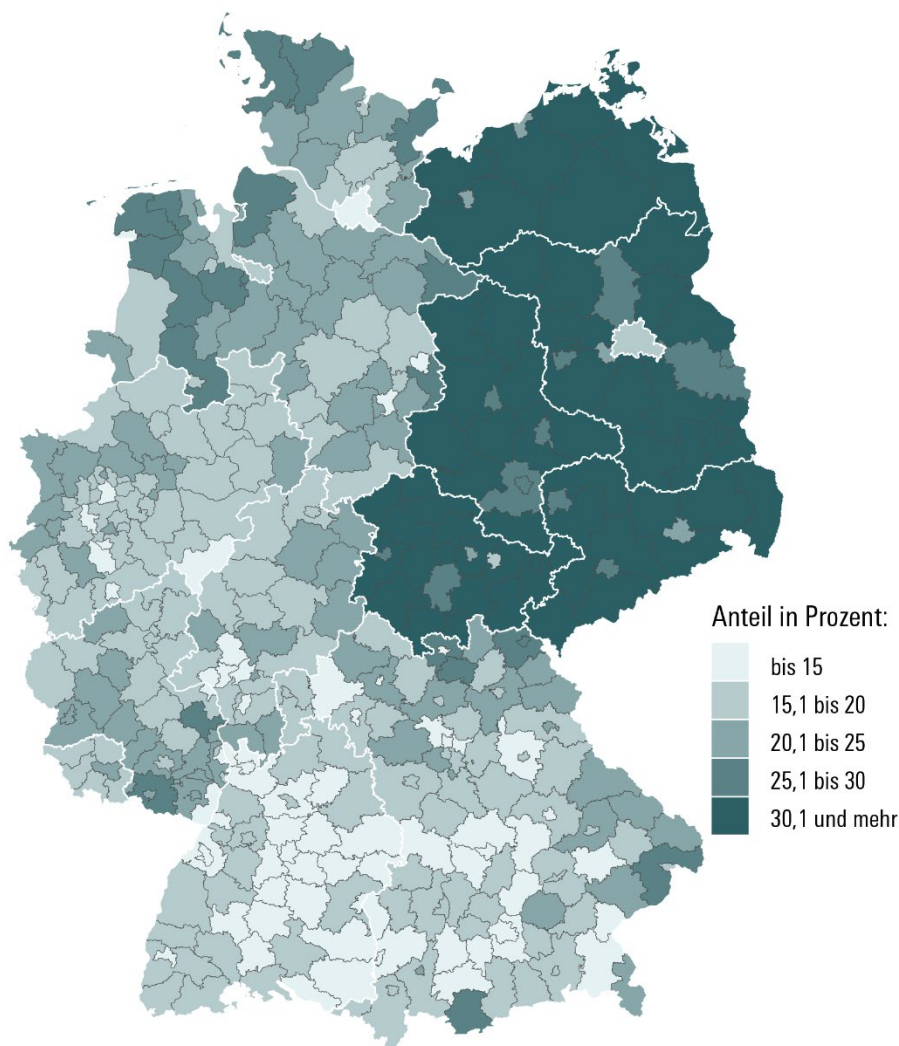 Anteil in Prozent:
bis 15
15,1 bis 20
20,1 bis 25
25,1 bis 30
30,1 und mehr